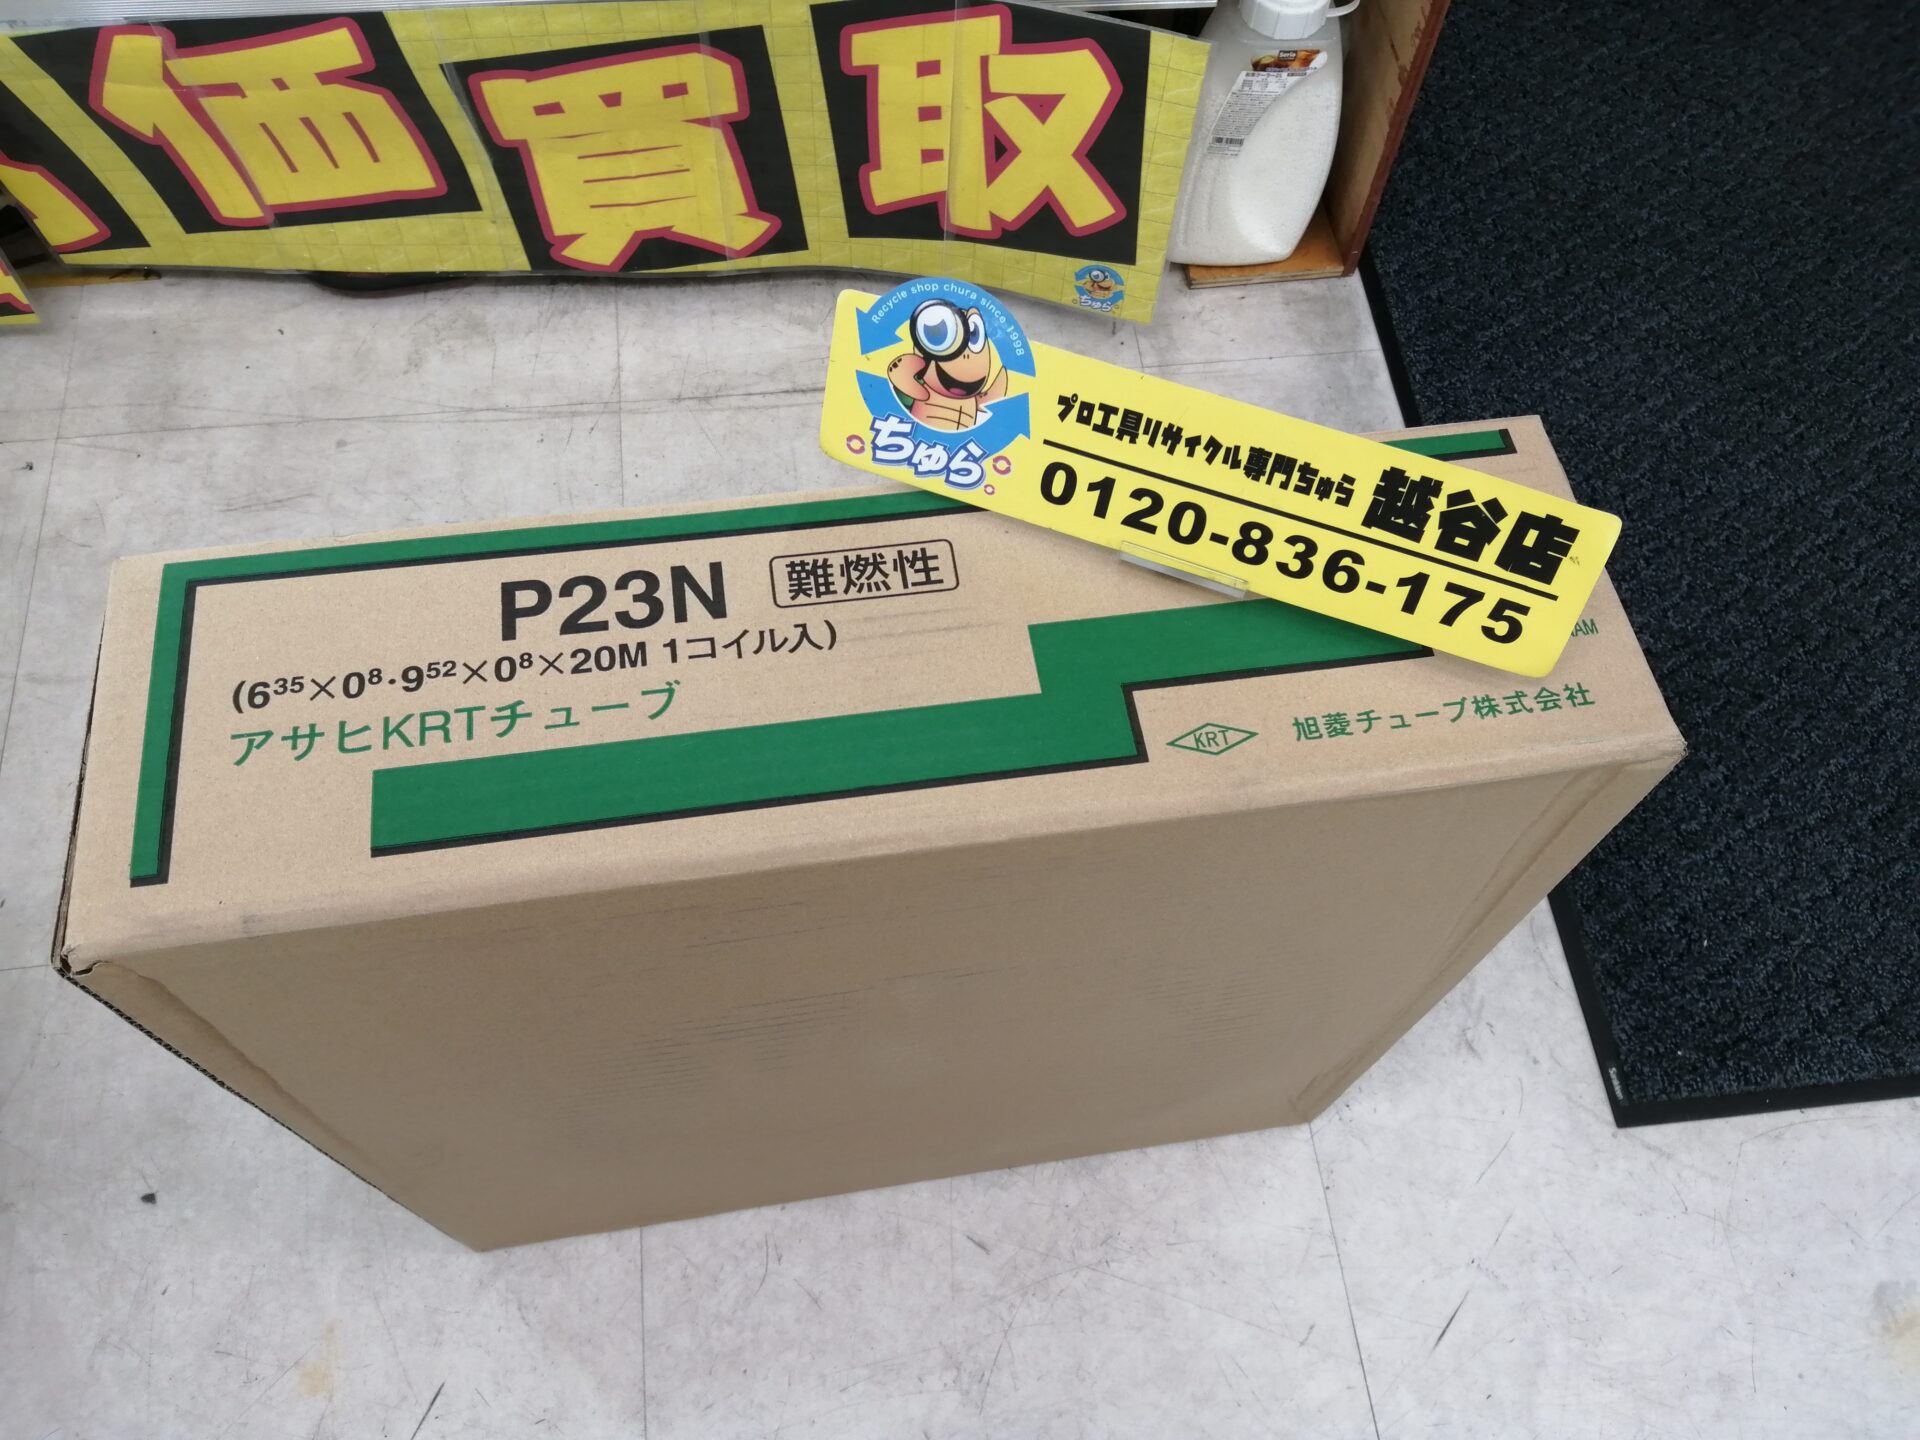 価買取
ちゅら
Recycle shop chura since 1998
ちゅら
プロ工具リサイクル専門ちゅら 越谷店
0120-836-175
P23N 難燃性
(6³⁵×0⁸・9⁵²×0⁸×20M 1コイル入)
アサヒKRTチューブ
KRT 旭菱チューブ株式会社